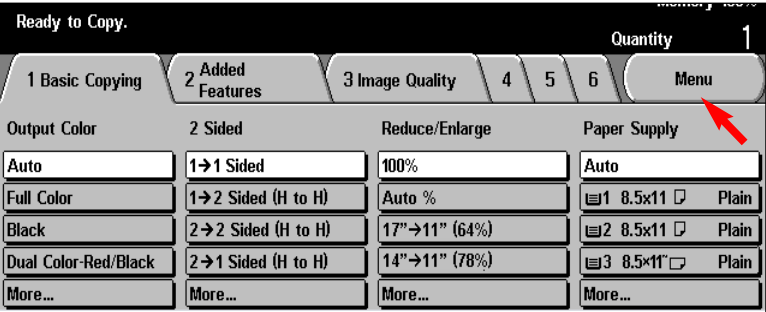 Ready to Copy.
Quantity 1
1 Basic Copying
2 Added Features
3 Image Quality
4
5
6
Menu
Output Color
2 Sided
Reduce/Enlarge
Paper Supply
Auto
1→1 Sided
100%
Auto
Full Color
1→2 Sided (H to H)
Auto %
1 8.5x11 Plain
Black
2→2 Sided (H to H)
17”→11” (64%)
2 8.5x11 Plain
Dual Color-Red/Black
2→1 Sided (H to H)
14”→11” (78%)
3 8.5×11″ Plain
More...
More...
More...
More...